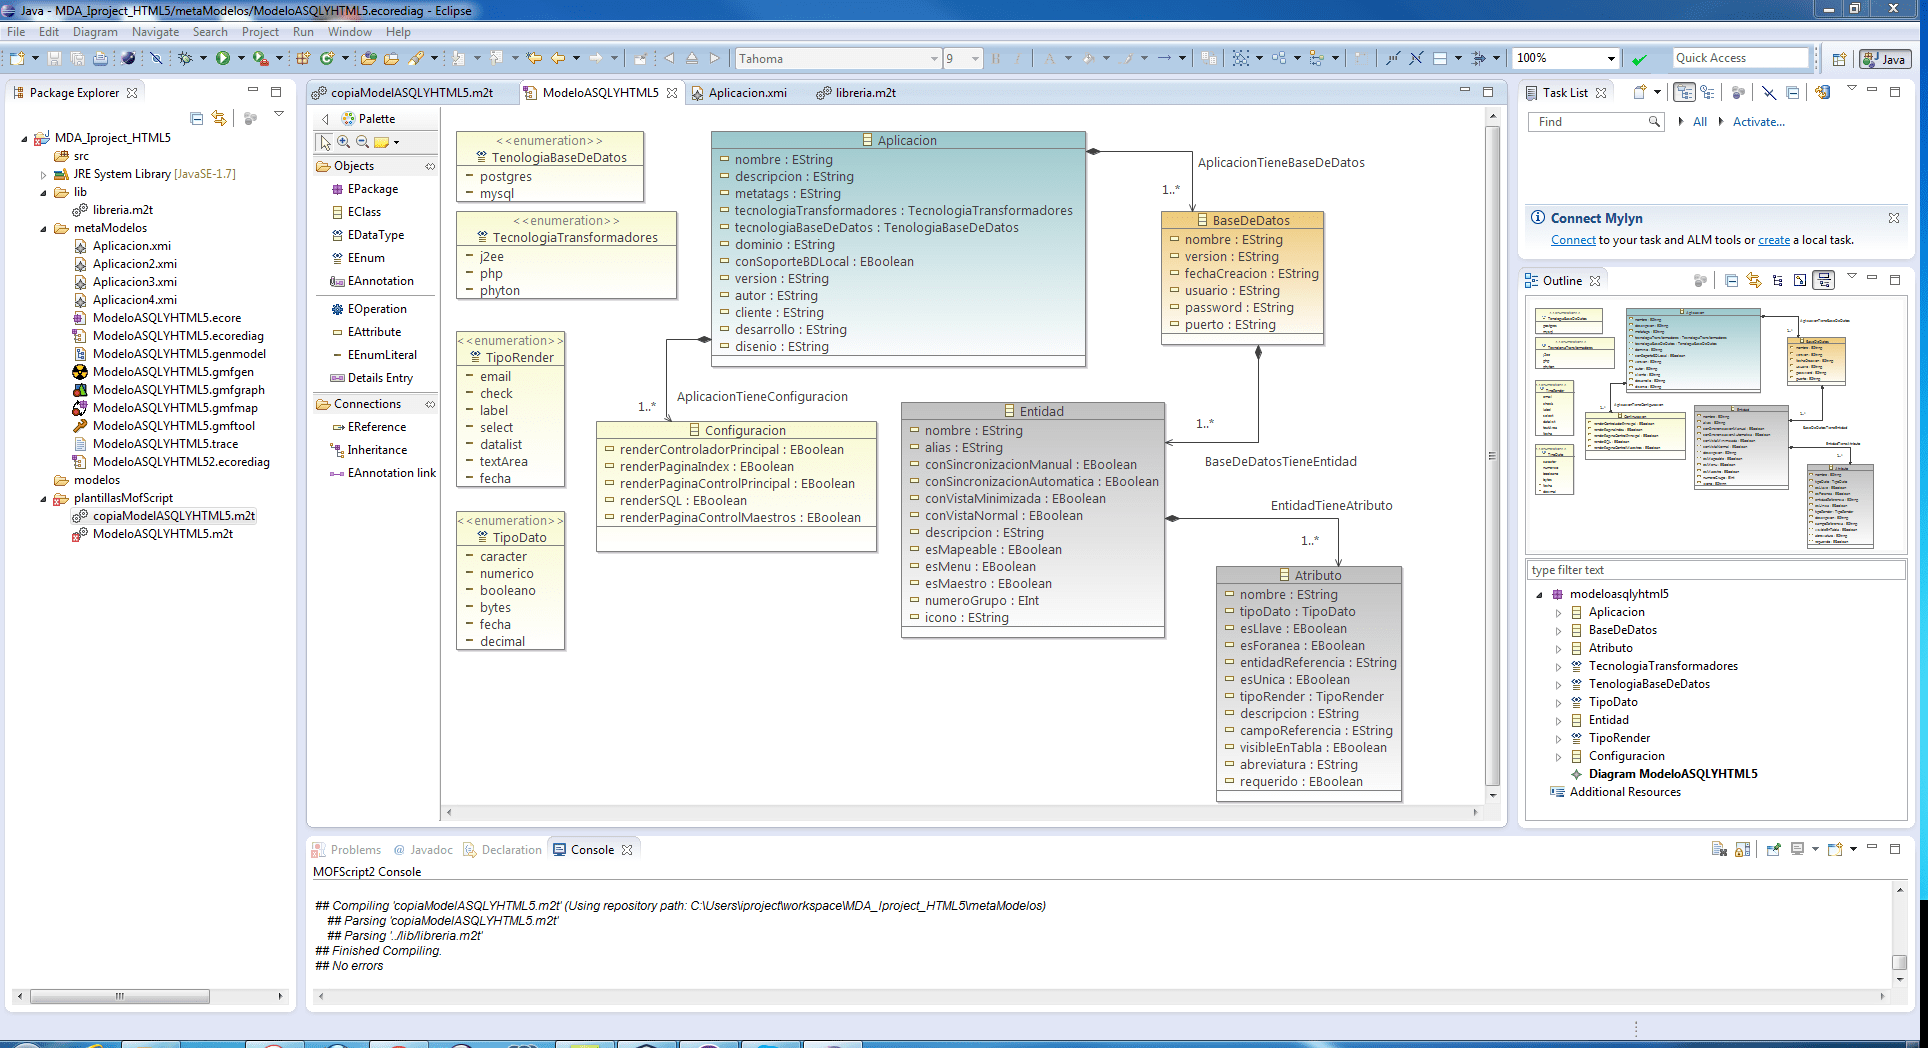 Java - MDA_Iproject_HTML5/metaModelos/ModeloASQLYHTML5.ecorediag - Eclipse
File Edit Diagram Navigate Search Project Run Window Help
Tahoma 9 100% Quick Access Java
Package Explorer
MDA_Iproject_HTML5
src
JRE System Library [JavaSE-1.7]
lib
libreria.m2t
metaModelos
Aplicacion.xmi
Aplicacion2.xmi
Aplicacion3.xmi
Aplicacion4.xmi
ModeloASQLYHTML5.ecore
ModeloASQLYHTML5.ecorediag
ModeloASQLYHTML5.genmodel
ModeloASQLYHTML5.gmfgen
ModeloASQLYHTML5.gmfgraph
ModeloASQLYHTML5.gmfmap
ModeloASQLYHTML5.gmftool
ModeloASQLYHTML5.trace
ModeloASQLYHTML52.ecorediag
modelos
plantillasMofScript
copiaModelASQLYHTML5.m2t
ModeloASQLYHTML5.m2t
copiaModelASQLYHTML5.m2t ModeloASQLYHTML5 Aplicacion.xmi libreria.m2t
Palette
Objects
EPackage
EClass
EDataType
EEnum
EAnnotation
EOperation
EAttribute
EEnumLiteral
Details Entry
Connections
EReference
Inheritance
EAnnotation link
<<enumeration>>
TenologiaBaseDeDatos
postgres
mysql
<<enumeration>>
TecnologiaTransformadores
j2ee
php
phyton
<<enumeration>>
TipoRender
email
check
label
select
datalist
textArea
fecha
<<enumeration>>
TipoDato
caracter
numerico
booleano
bytes
fecha
decimal
Aplicacion
nombre : EString
descripcion : EString
metatags : EString
tecnologiaTransformadores : TecnologiaTransformadores
tecnologiaBaseDeDatos : TenologiaBaseDeDatos
dominio : EString
conSoporteBDLocal : EBoolean
version : EString
autor : EString
cliente : EString
desarrollo : EString
disenio : EString
AplicacionTieneBaseDeDatos
1..*
BaseDeDatos
nombre : EString
version : EString
fechaCreacion : EString
usuario : EString
password : EString
puerto : EString
AplicacionTieneConfiguracion
1..*
Configuracion
renderControladorPrincipal : EBoolean
renderPaginaIndex : EBoolean
renderPaginaControlPrincipal : EBoolean
renderSQL : EBoolean
renderPaginaControlMaestros : EBoolean
1..*
BaseDeDatosTieneEntidad
Entidad
nombre : EString
alias : EString
conSincronizacionManual : EBoolean
conSincronizacionAutomatica : EBoolean
conVistaMinimizada : EBoolean
conVistaNormal : EBoolean
descripcion : EString
esMapeable : EBoolean
esMenu : EBoolean
esMaestro : EBoolean
numeroGrupo : EInt
icono : EString
EntidadTieneAtributo
1..*
Atributo
nombre : EString
tipoDato : TipoDato
esLlave : EBoolean
esForanea : EBoolean
entidadReferencia : EString
esUnica : EBoolean
tipoRender : TipoRender
descripcion : EString
campoReferencia : EString
visibleEnTabla : EBoolean
abreviatura : EString
requerido : EBoolean
Task List
Find All Activate...
Connect Mylyn
Connect to your task and ALM tools or create a local task.
Outline
type filter text
modeloasqlyhtml5
Aplicacion
BaseDeDatos
Atributo
TecnologiaTransformadores
TenologiaBaseDeDatos
TipoDato
Entidad
TipoRender
Configuracion
Diagram ModeloASQLYHTML5
Additional Resources
Problems Javadoc Declaration Console
MOFScript2 Console
## Compiling 'copiaModelASQLYHTML5.m2t' (Using repository path: C:\Users\iproject\workspace\MDA_Iproject_HTML5\metaModelos)
## Parsing 'copiaModelASQLYHTML5.m2t'
## Parsing '../lib/libreria.m2t'
## Finished Compiling.
## No errors